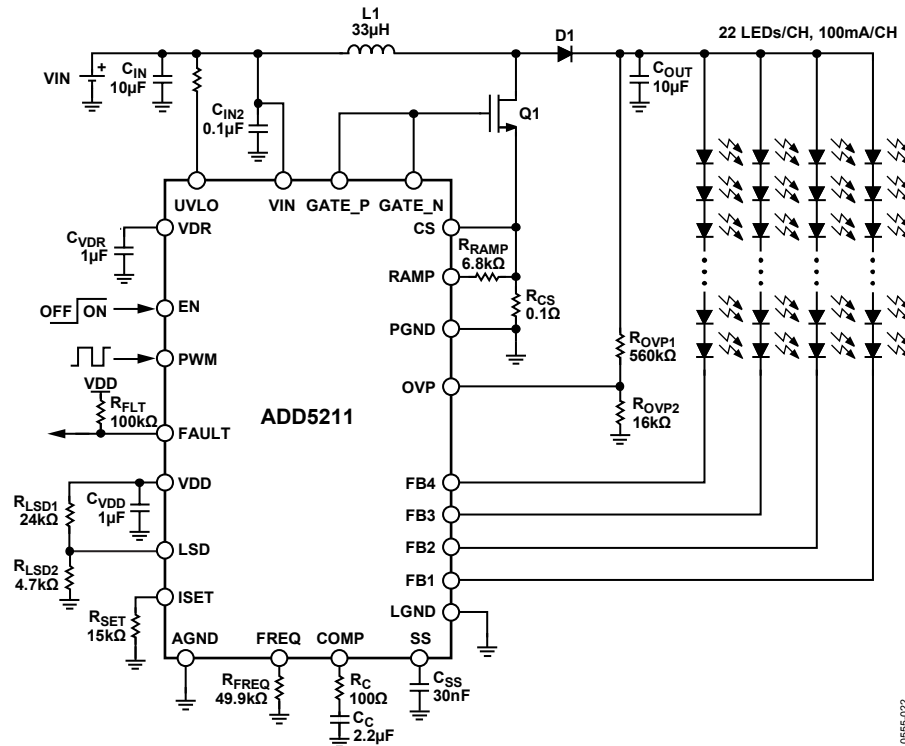 L1
33µH
D1
22 LEDs/CH, 100mA/CH
VIN
+
CIN
10µF
CIN2
0.1µF
COUT
10µF
Q1
UVLO
VIN
GATE_P
GATE_N
VDR
CS
CVDR
1µF
RRAMP
6.8kΩ
RAMP
RCS
0.1Ω
OFF
ON
EN
PGND
ROVP1
560kΩ
PWM
VDD
RFLT
100kΩ
OVP
ADD5211
ROVP2
16kΩ
FAULT
VDD
FB4
RLSD1
24kΩ
CVDD
1µF
FB3
LSD
FB2
RLSD2
4.7kΩ
FB1
ISET
RSET
15kΩ
LGND
AGND
FREQ
COMP
SS
RFREQ
49.9kΩ
RC
100Ω
CSS
30nF
CC
2.2µF